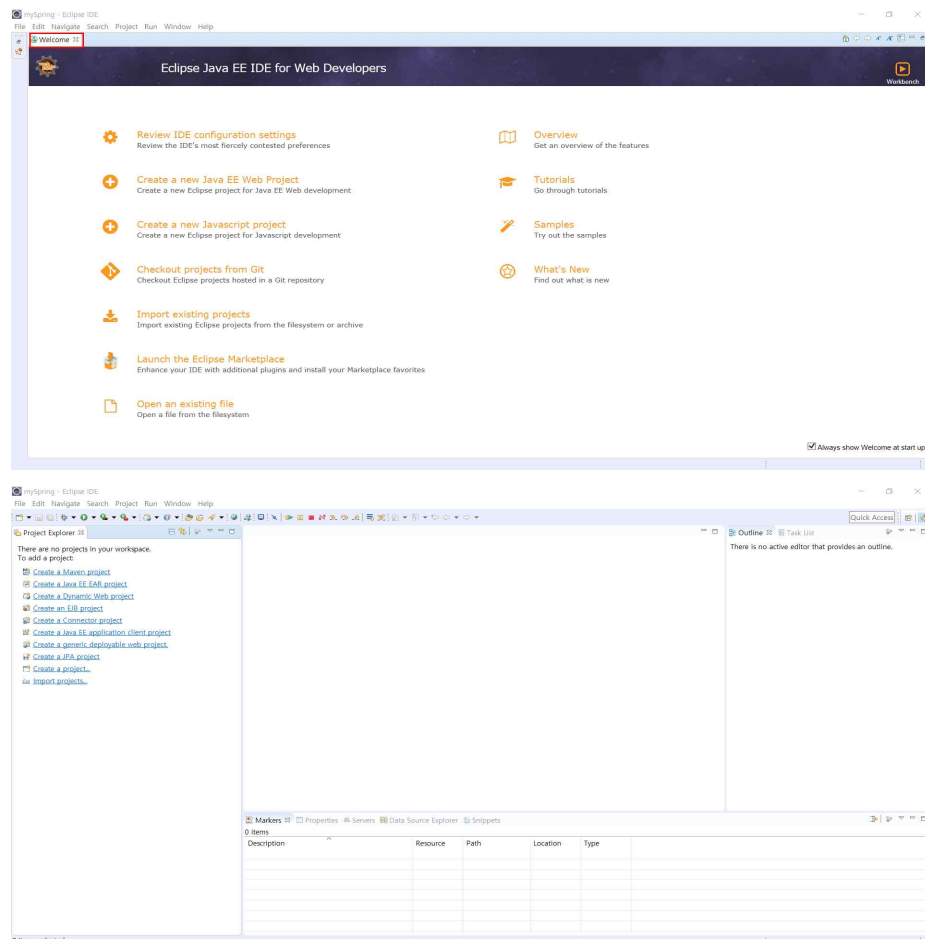 mySpring - Eclipse IDE
File Edit Navigate Search Project Run Window Help
Welcome
Eclipse Java EE IDE for Web Developers
Workbench
Review IDE configuration settings
Review the IDE's most fiercely contested preferences
Overview
Get an overview of the features
Create a new Java EE Web Project
Create a new Eclipse project for Java EE Web development
Tutorials
Go through tutorials
Create a new Javascript project
Create a new Eclipse project for Javascript development
Samples
Try out the samples
Checkout projects from Git
Checkout Eclipse projects hosted in a Git repository
What's New
Find out what is new
Import existing projects
Import existing Eclipse projects from the filesystem or archive
Launch the Eclipse Marketplace
Enhance your IDE with additional plugins and install your Marketplace favorites
Open an existing file
Open a file from the filesystem
Always show Welcome at start up
mySpring - Eclipse IDE
File Edit Navigate Search Project Run Window Help
Quick Access
Project Explorer
Outline Task List
There are no projects in your workspace.
To add a project:
There is no active editor that provides an outline.
Create a Maven project
Create a Java EE EAR project
Create a Dynamic Web project
Create an EJB project
Create a Connector project
Create a Java EE application client project
Create a generic deployable web project.
Create a JPA project
Create a project...
Import projects...
Markers Properties Servers Data Source Explorer Snippets
0 items
Description Resource Path Location Type